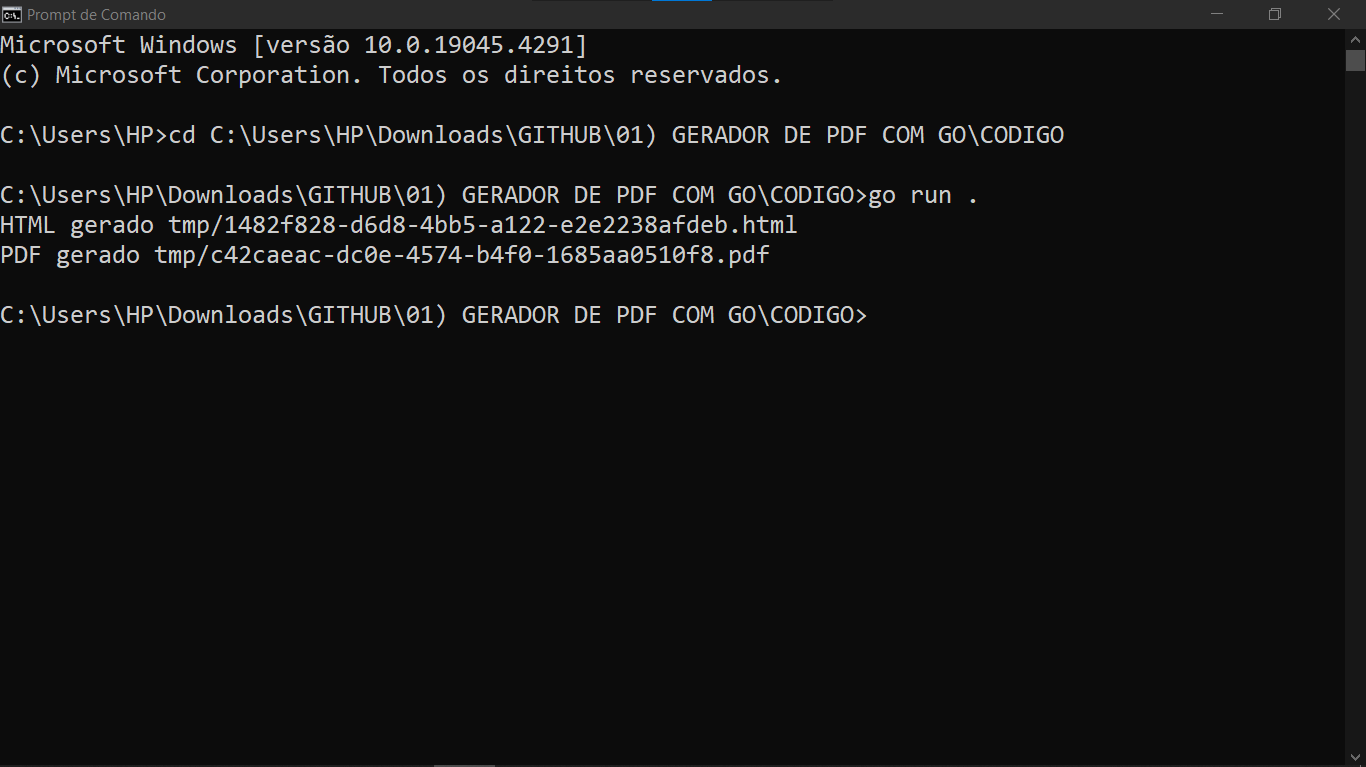 Prompt de Comando
Microsoft Windows [versão 10.0.19045.4291]
(c) Microsoft Corporation. Todos os direitos reservados.
C:\Users\HP>cd C:\Users\HP\Downloads\GITHUB\01) GERADOR DE PDF COM GO\CODIGO
C:\Users\HP\Downloads\GITHUB\01) GERADOR DE PDF COM GO\CODIGO>go run .
HTML gerado tmp/1482f828-d6d8-4bb5-a122-e2e2238afdeb.html
PDF gerado tmp/c42caeac-dc0e-4574-b4f0-1685aa0510f8.pdf
C:\Users\HP\Downloads\GITHUB\01) GERADOR DE PDF COM GO\CODIGO>